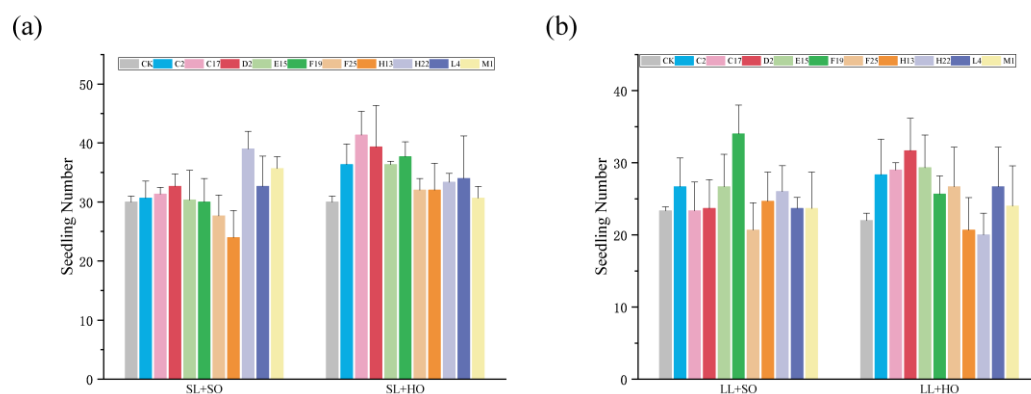 (a)
CK C2 C17 D2 E15 F19 F25 H13 H22 L4 M1
50
40
30
20
10
0
Seedling Number
SL+SO SL+HO
(b)
CK C2 C17 D2 E15 F19 F25 H13 H22 L4 M1
40
30
20
10
0
Seedling Number
LL+SO LL+HO